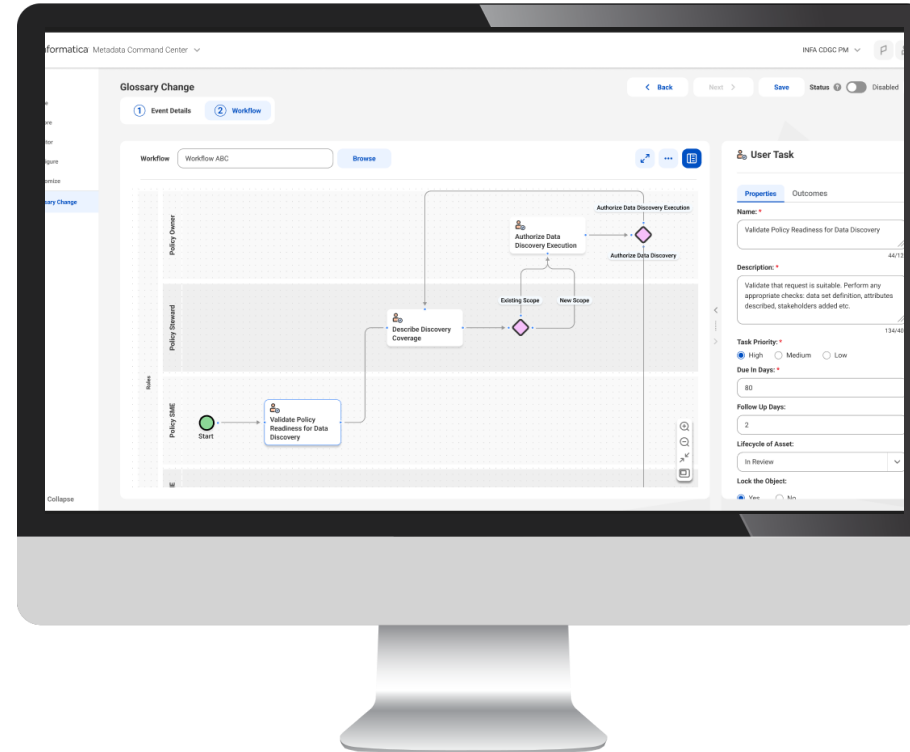 nformatica Metadata Command Center
INFA CDGC PM
Glossary Change
Back
Next
Save
Status
Disabled
1 Event Details
2 Workflow
Workflow
Workflow ABC
Browse
sary Change
Collapse
Roles
Policy Owner
Authorize Data
Discovery Execution
Authorize Data Discovery Execution
Authorize Data Discovery
Policy Steward
Describe Discovery
Coverage
Existing Scope
New Scope
Policy SME
Start
Validate Policy
Readiness for Data
Discovery
User Task
Properties
Outcomes
Name: *
Validate Policy Readiness for Data Discovery
44/12
Description: *
Validate that request is suitable. Perform any
appropriate checks: data set definition, attributes
described, stakeholders added etc.
134/40
Task Priority: *
High
Medium
Low
Due In Days: *
80
Follow Up Days:
2
Lifecycle of Asset:
In Review
Lock the Object:
Yes
No